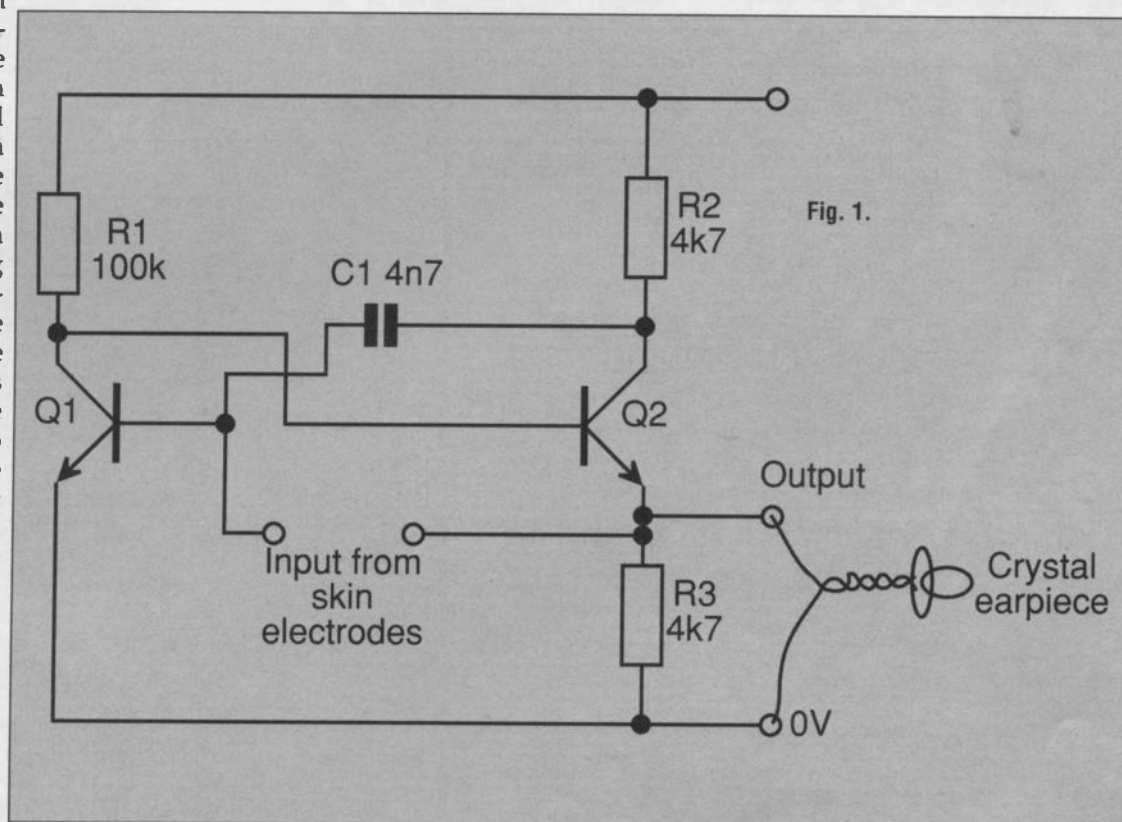 Fig. 1.
R1
100k
R2
4k7
C1 4n7
Q1
Q2
Output
Input from
skin
electrodes
R3
4k7
Crystal
earpiece
0V